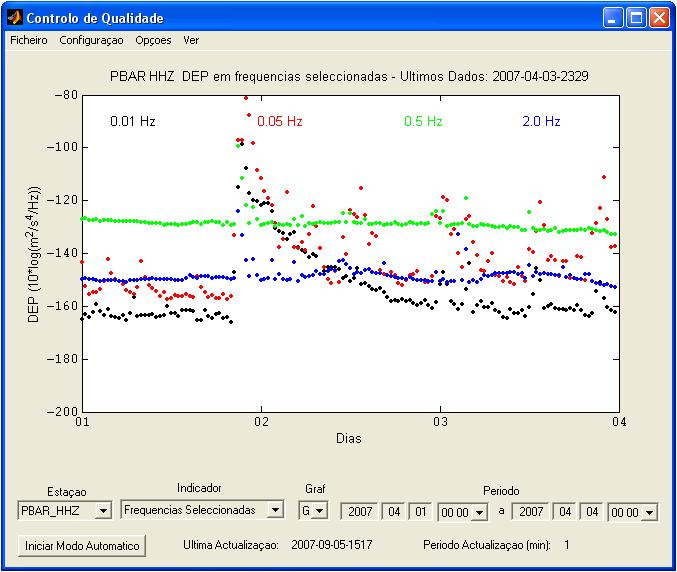 Controlo de Qualidade
Ficheiro Configuraçao Opçoes Ver
PBAR HHZ DEP em frequencias seleccionadas - Ultimos Dados: 2007-04-03-2329
-80
0.01 Hz 0.05 Hz 0.5 Hz 2.0 Hz
-100
-120
-140
-160
-180
-200
DEP (10*log(m²/s⁴/Hz))
01 02 03 04
Dias
Estaçao Indicador Graf Periodo
PBAR_HHZ Frequencias Seleccionadas G 2007 04 01 00 00 a 2007 04 04 00 00
Iniciar Modo Automatico Ultima Actualizaçao: 2007-09-05-1517 Periodo Actualizaçao (min): 1